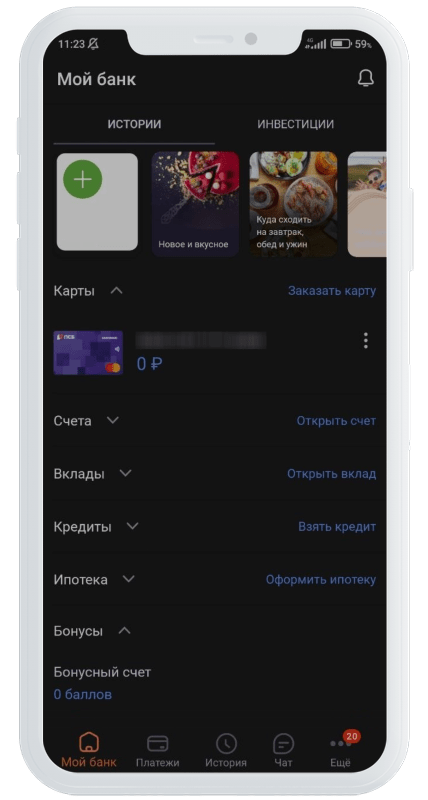 11:23
4G
59%
Мой банк
ИСТОРИИ
ИНВЕСТИЦИИ
Новое и вкусное
Куда сходить
на завтрак,
обед и ужин
Карты
Заказать карту
ПСБ
0 ₽
Счета
Открыть счет
Вклады
Открыть вклад
Кредиты
Взять кредит
Ипотека
Оформить ипотеку
Бонусы
Бонусный счет
0 баллов
20
Мой банк
Платежи
История
Чат
Ещё